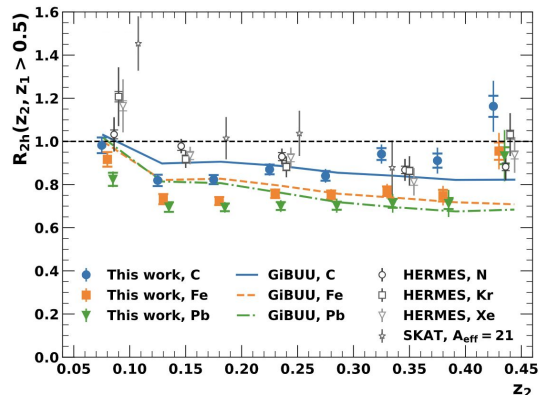 R2h(z2, z1 > 0.5)
1.6
1.4
1.2
1.0
0.8
0.6
0.4
0.2
0.0
This work, C
This work, Fe
This work, Pb
GiBUU, C
GiBUU, Fe
GiBUU, Pb
HERMES, N
HERMES, Kr
HERMES, Xe
SKAT, Aeff = 21
0.05 0.10 0.15 0.20 0.25 0.30 0.35 0.40 0.45
z2